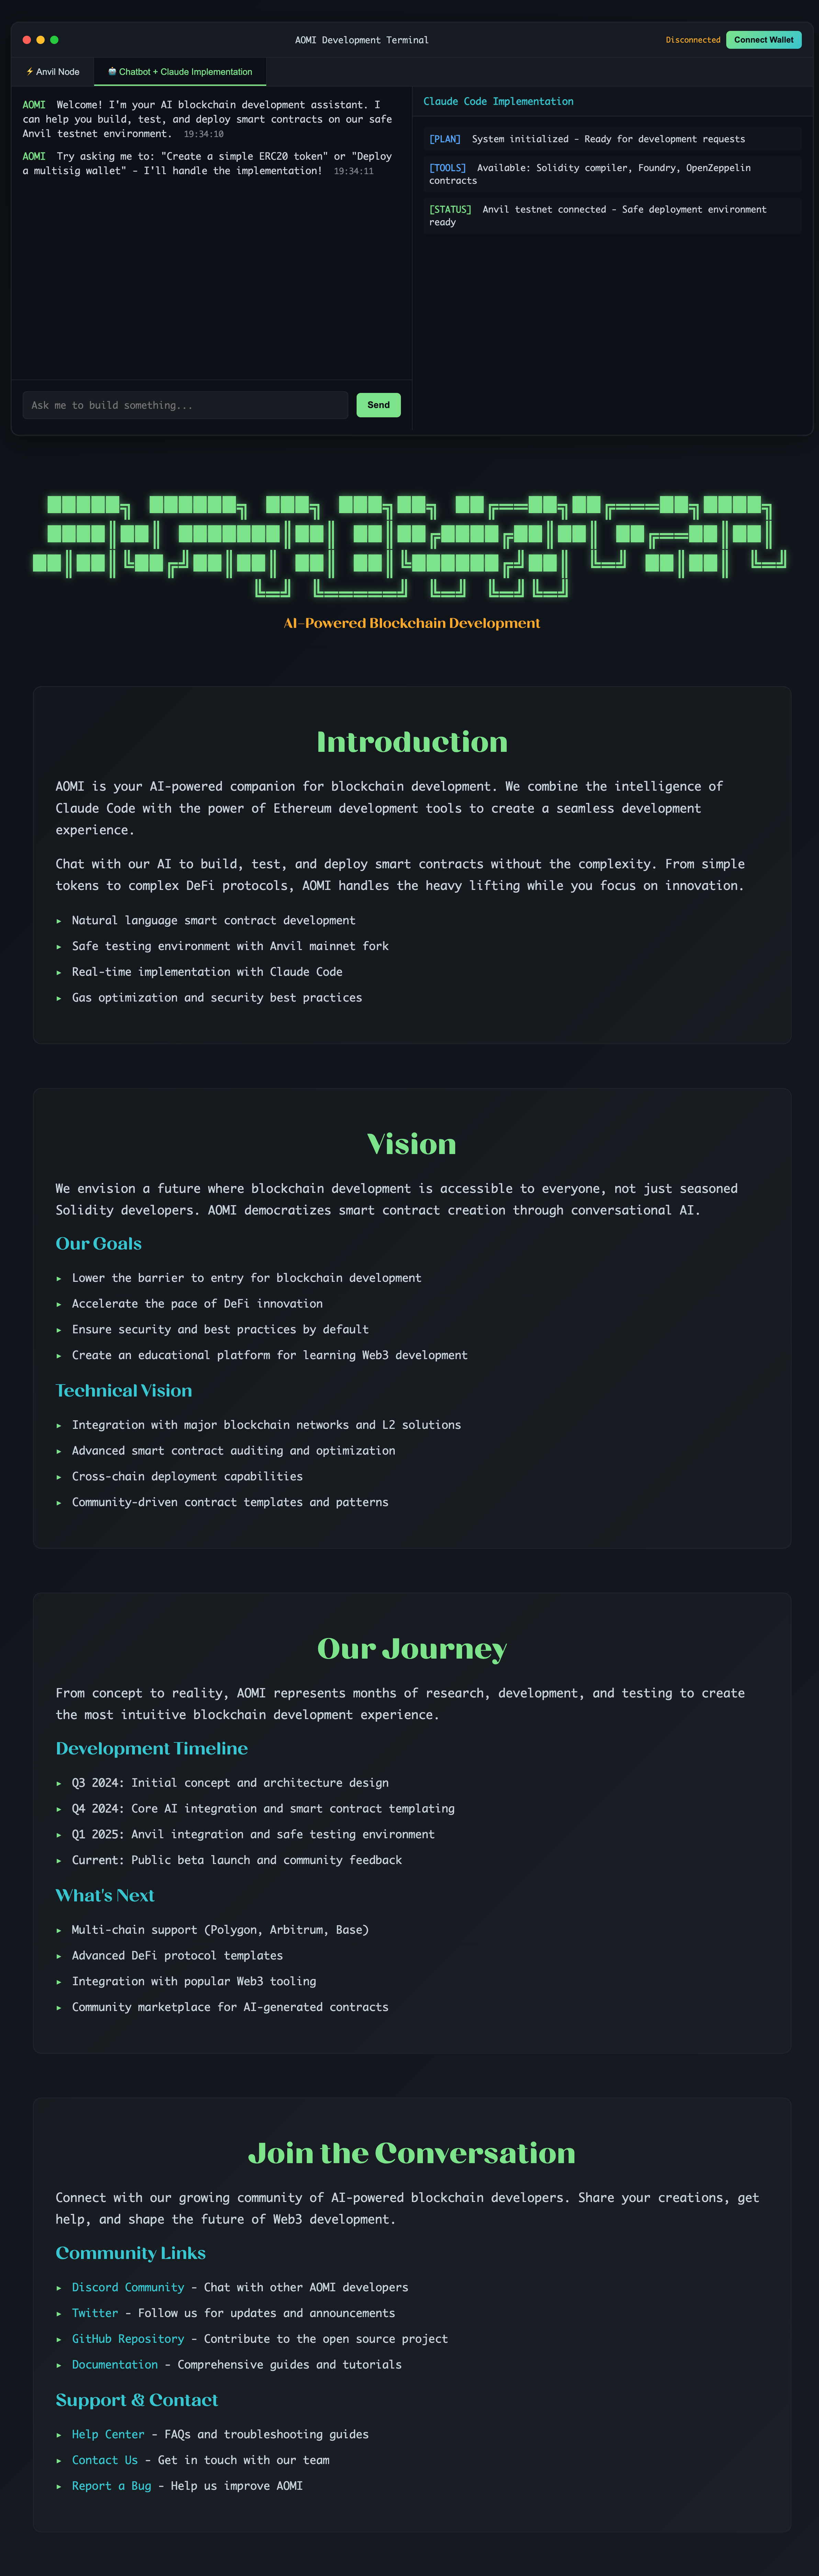 AOMI Development Terminal
Disconnected
Connect Wallet
⚡ Anvil Node
🤖 Chatbot + Claude Implementation
AOMI Welcome! I'm your AI blockchain development assistant. I
can help you build, test, and deploy smart contracts on our safe
Anvil testnet environment. 19:34:10
AOMI Try asking me to: "Create a simple ERC20 token" or "Deploy
a multisig wallet" - I'll handle the implementation! 19:34:11
Ask me to build something...
Send
Claude Code Implementation
[PLAN] System initialized - Ready for development requests
[TOOLS] Available: Solidity compiler, Foundry, OpenZeppelin
contracts
[STATUS] Anvil testnet connected - Safe deployment environment
ready
AI-Powered Blockchain Development
Introduction
AOMI is your AI-powered companion for blockchain development. We combine the intelligence of
Claude Code with the power of Ethereum development tools to create a seamless development
experience.
Chat with our AI to build, test, and deploy smart contracts without the complexity. From simple
tokens to complex DeFi protocols, AOMI handles the heavy lifting while you focus on innovation.
▸ Natural language smart contract development
▸ Safe testing environment with Anvil mainnet fork
▸ Real-time implementation with Claude Code
▸ Gas optimization and security best practices
Vision
We envision a future where blockchain development is accessible to everyone, not just seasoned
Solidity developers. AOMI democratizes smart contract creation through conversational AI.
Our Goals
▸ Lower the barrier to entry for blockchain development
▸ Accelerate the pace of DeFi innovation
▸ Ensure security and best practices by default
▸ Create an educational platform for learning Web3 development
Technical Vision
▸ Integration with major blockchain networks and L2 solutions
▸ Advanced smart contract auditing and optimization
▸ Cross-chain deployment capabilities
▸ Community-driven contract templates and patterns
Our Journey
From concept to reality, AOMI represents months of research, development, and testing to create
the most intuitive blockchain development experience.
Development Timeline
▸ Q3 2024: Initial concept and architecture design
▸ Q4 2024: Core AI integration and smart contract templating
▸ Q1 2025: Anvil integration and safe testing environment
▸ Current: Public beta launch and community feedback
What's Next
▸ Multi-chain support (Polygon, Arbitrum, Base)
▸ Advanced DeFi protocol templates
▸ Integration with popular Web3 tooling
▸ Community marketplace for AI-generated contracts
Join the Conversation
Connect with our growing community of AI-powered blockchain developers. Share your creations, get
help, and shape the future of Web3 development.
Community Links
▸ Discord Community - Chat with other AOMI developers
▸ Twitter - Follow us for updates and announcements
▸ GitHub Repository - Contribute to the open source project
▸ Documentation - Comprehensive guides and tutorials
Support & Contact
▸ Help Center - FAQs and troubleshooting guides
▸ Contact Us - Get in touch with our team
▸ Report a Bug - Help us improve AOMI